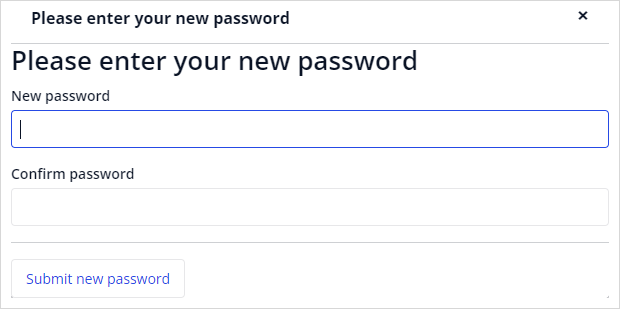 Please enter your new password ×
Please enter your new password
New password
Confirm password
Submit new password